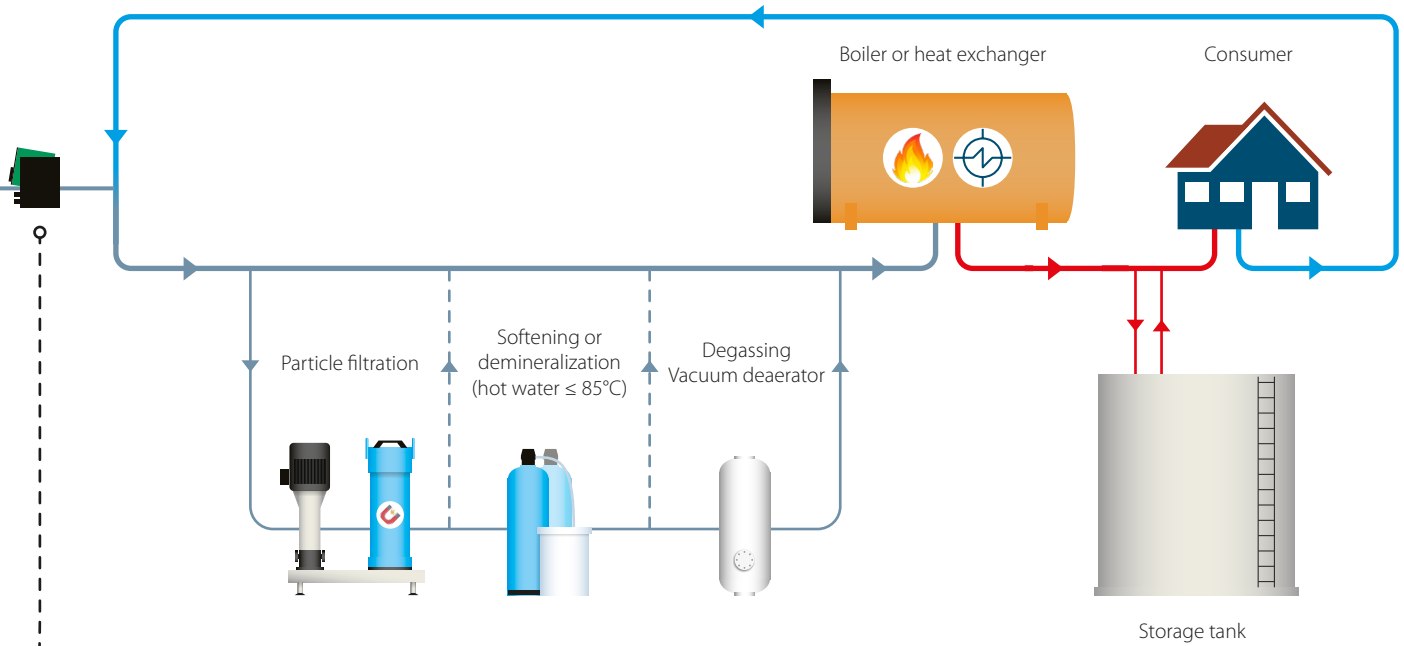 Boiler or heat exchanger
Consumer
Particle filtration
Softening or
demineralization
(hot water ≤ 85°C)
Degassing
Vacuum deaerator
Storage tank